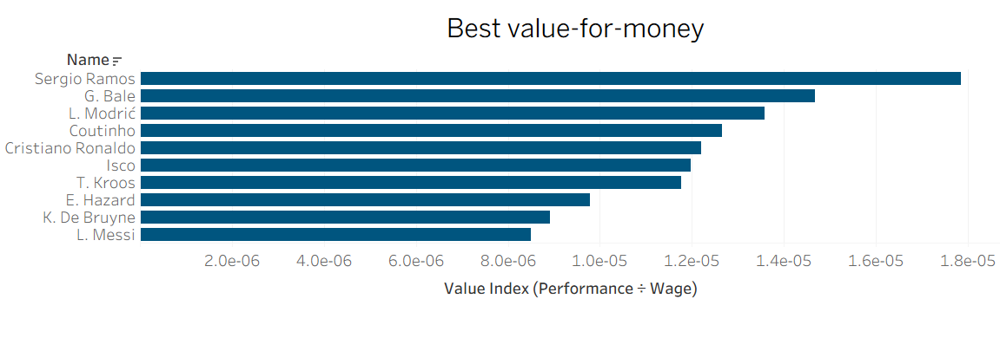 Best value-for-money
Name
Sergio Ramos
G. Bale
L. Modrić
Coutinho
Cristiano Ronaldo
Isco
T. Kroos
E. Hazard
K. De Bruyne
L. Messi
2.0e-06 4.0e-06 6.0e-06 8.0e-06 1.0e-05 1.2e-05 1.4e-05 1.6e-05 1.8e-05
Value Index (Performance ÷ Wage)